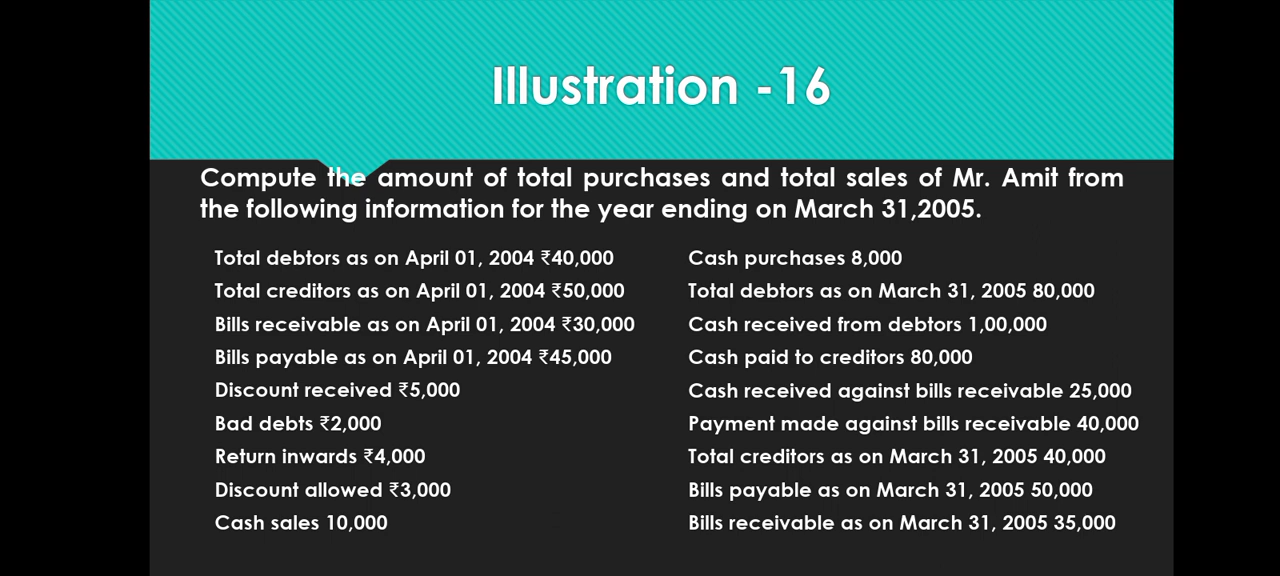 Illustration -16
Compute the amount of total purchases and total sales of Mr. Amit from
the following information for the year ending on March 31,2005.
Total debtors as on April 01, 2004 ₹40,000
Total creditors as on April 01, 2004 ₹50,000
Bills receivable as on April 01, 2004 ₹30,000
Bills payable as on April 01, 2004 ₹45,000
Discount received ₹5,000
Bad debts ₹2,000
Return inwards ₹4,000
Discount allowed ₹3,000
Cash sales 10,000
Cash purchases 8,000
Total debtors as on March 31, 2005 80,000
Cash received from debtors 1,00,000
Cash paid to creditors 80,000
Cash received against bills receivable 25,000
Payment made against bills receivable 40,000
Total creditors as on March 31, 2005 40,000
Bills payable as on March 31, 2005 50,000
Bills receivable as on March 31, 2005 35,000